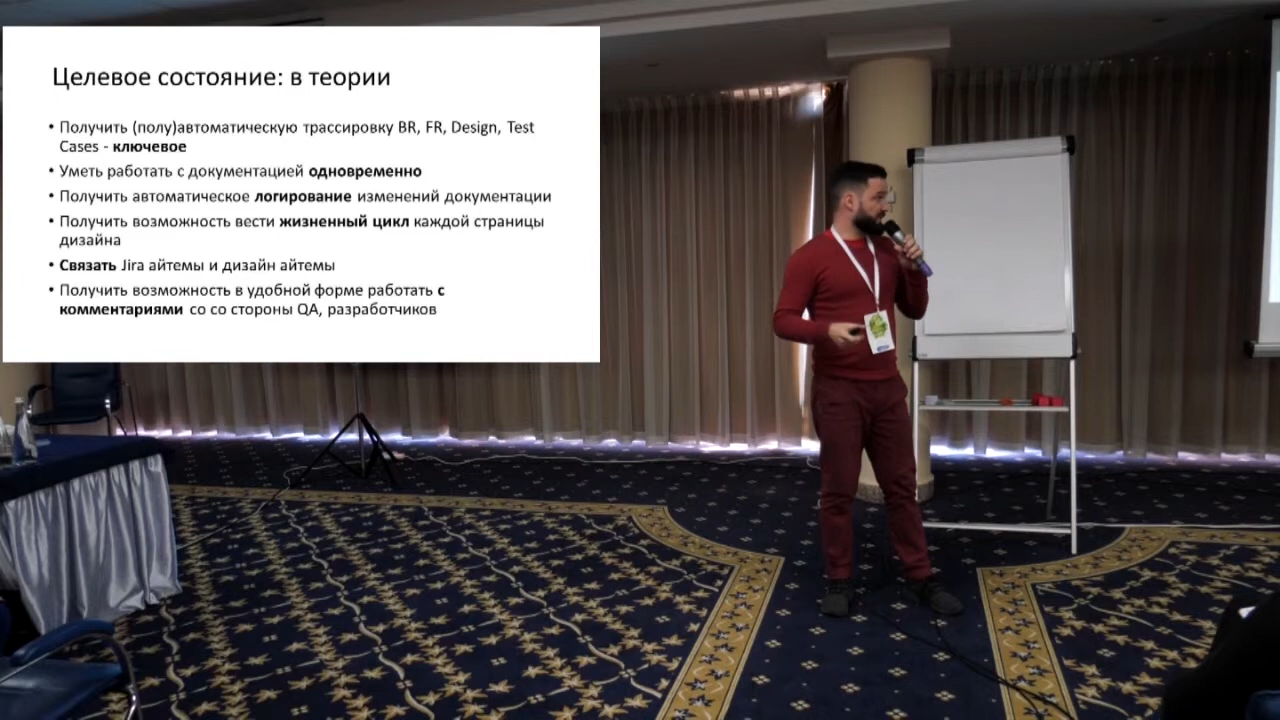 Целевое состояние: в теории
• Получить (полу)автоматическую трассировку BR, FR, Design, Test
Cases - ключевое
• Уметь работать с документацией одновременно
• Получить автоматическое логирование изменений документации
• Получить возможность вести жизненный цикл каждой страницы
дизайна
• Связать Jira айтемы и дизайн айтемы
• Получить возможность в удобной форме работать с
комментариями со со стороны QA, разработчиков